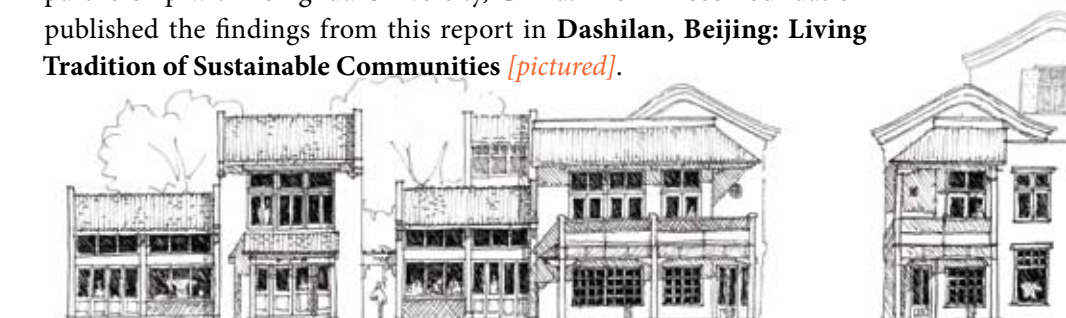 published the findings from this report in Dashilan, Beijing: Living
Tradition of Sustainable Communities [pictured].